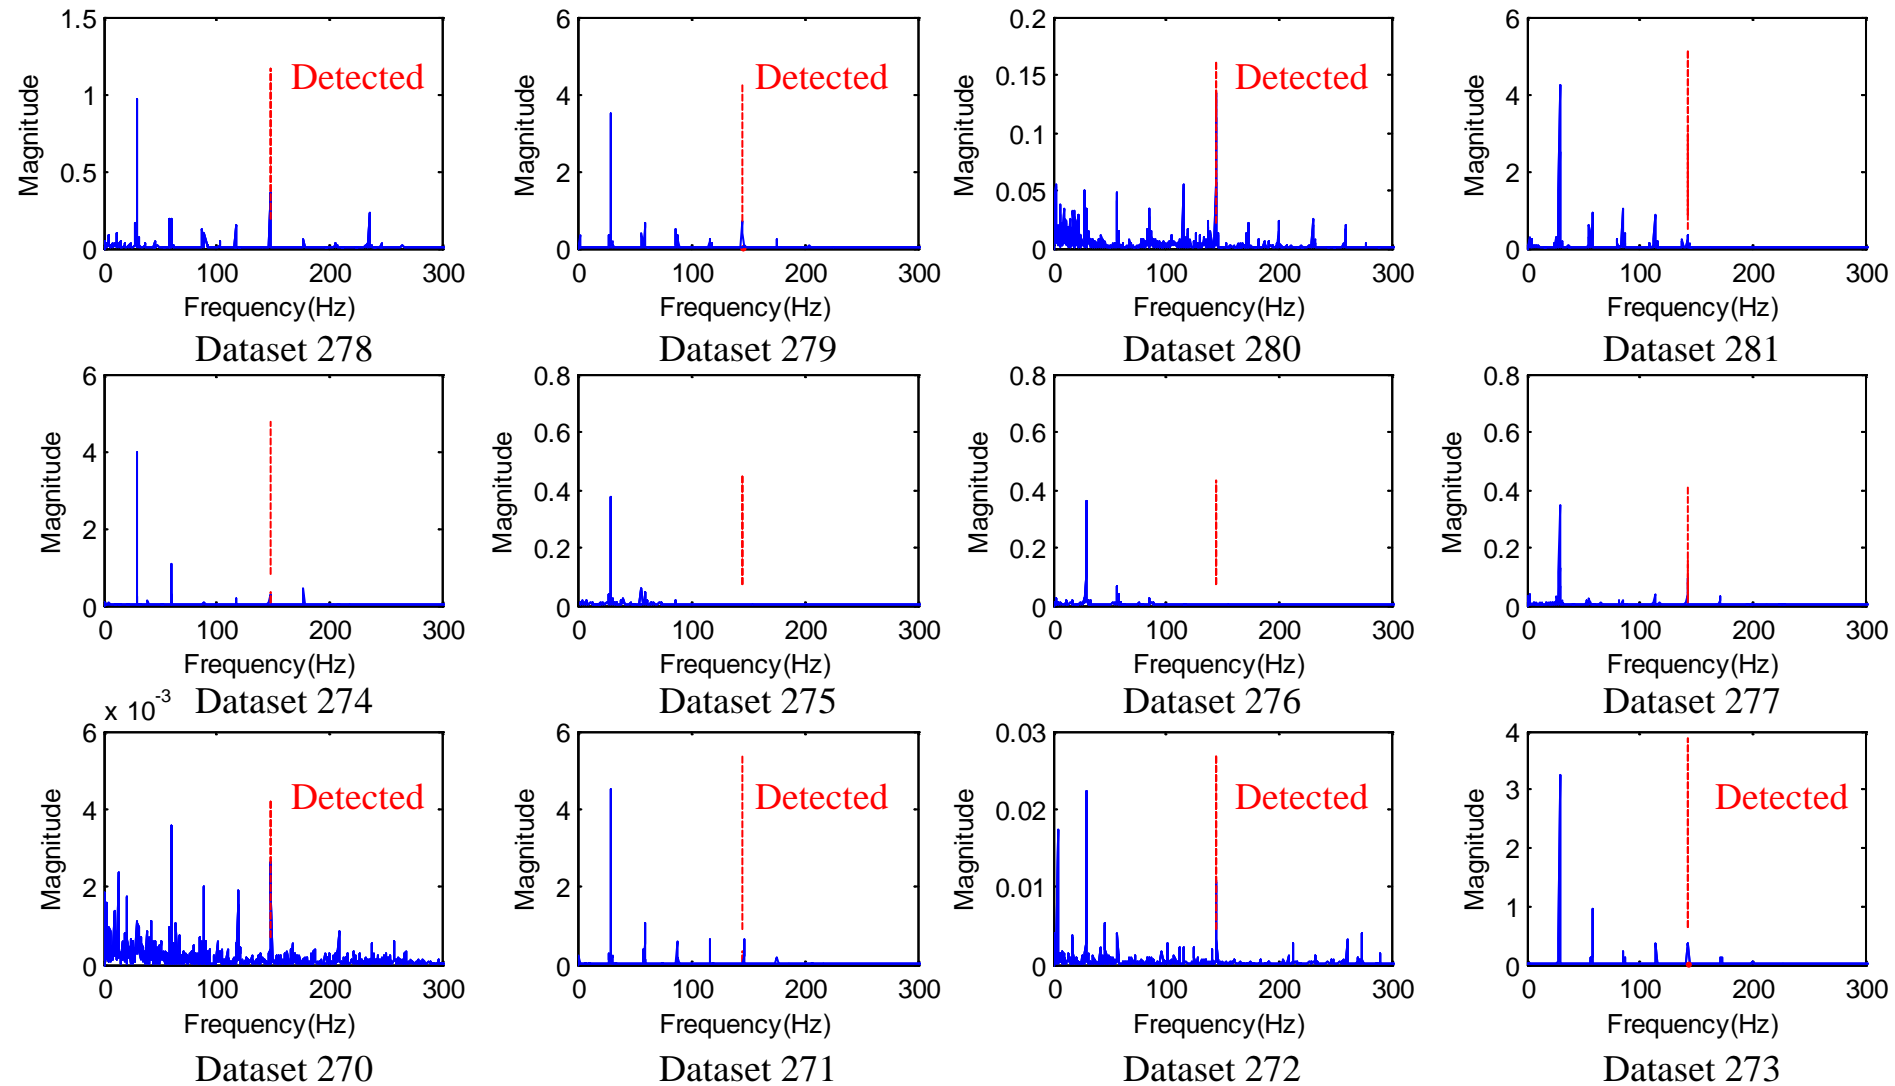 1.5
1
0.5
0
Magnitude
Detected
0 100 200 300
Frequency(Hz)
Dataset 278
6
4
2
0
Magnitude
Detected
0 100 200 300
Frequency(Hz)
Dataset 279
0.2
0.15
0.1
0.05
0
Magnitude
Detected
0 100 200 300
Frequency(Hz)
Dataset 280
6
4
2
0
Magnitude
0 100 200 300
Frequency(Hz)
Dataset 281
6
4
2
0
Magnitude
0 100 200 300
Frequency(Hz)
Dataset 274
0.8
0.6
0.4
0.2
0
Magnitude
0 100 200 300
Frequency(Hz)
Dataset 275
0.8
0.6
0.4
0.2
0
Magnitude
0 100 200 300
Frequency(Hz)
Dataset 276
0.8
0.6
0.4
0.2
0
Magnitude
0 100 200 300
Frequency(Hz)
Dataset 277
x 10-3
6
4
2
0
Magnitude
Detected
0 100 200 300
Frequency(Hz)
Dataset 270
6
4
2
0
Magnitude
Detected
0 100 200 300
Frequency(Hz)
Dataset 271
0.03
0.02
0.01
0
Magnitude
Detected
0 100 200 300
Frequency(Hz)
Dataset 272
4
3
2
1
0
Magnitude
Detected
0 100 200 300
Frequency(Hz)
Dataset 273